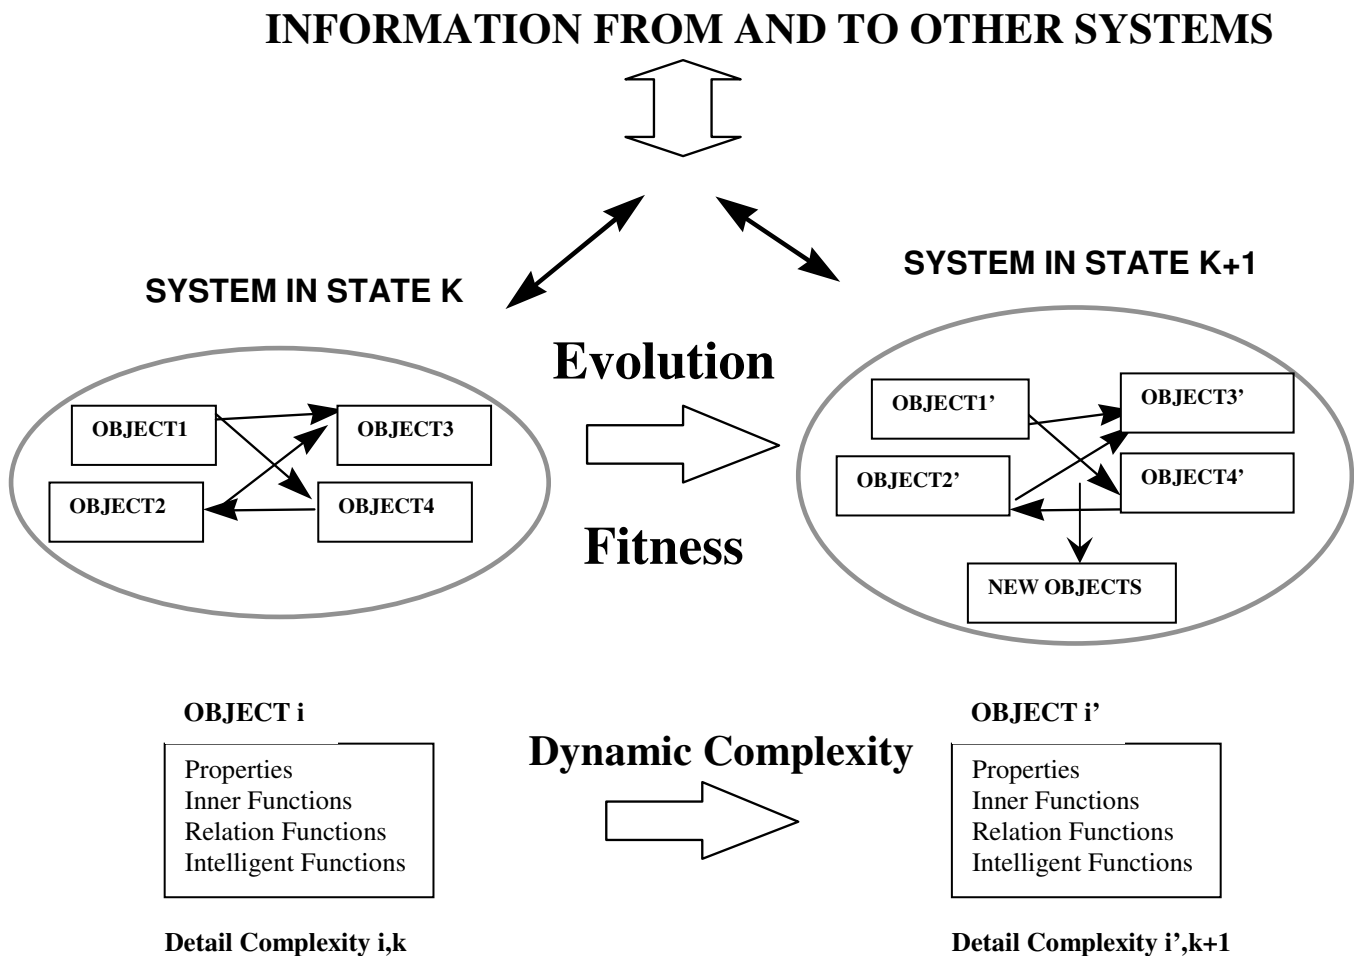 INFORMATION FROM AND TO OTHER SYSTEMS
SYSTEM IN STATE K
SYSTEM IN STATE K+1
Evolution
Fitness
OBJECT1
OBJECT3
OBJECT2
OBJECT4
OBJECT1’
OBJECT3’
OBJECT2’
OBJECT4’
NEW OBJECTS
OBJECT i
Properties
Inner Functions
Relation Functions
Intelligent Functions
Detail Complexity i,k
Dynamic Complexity
OBJECT i’
Properties
Inner Functions
Relation Functions
Intelligent Functions
Detail Complexity i’,k+1